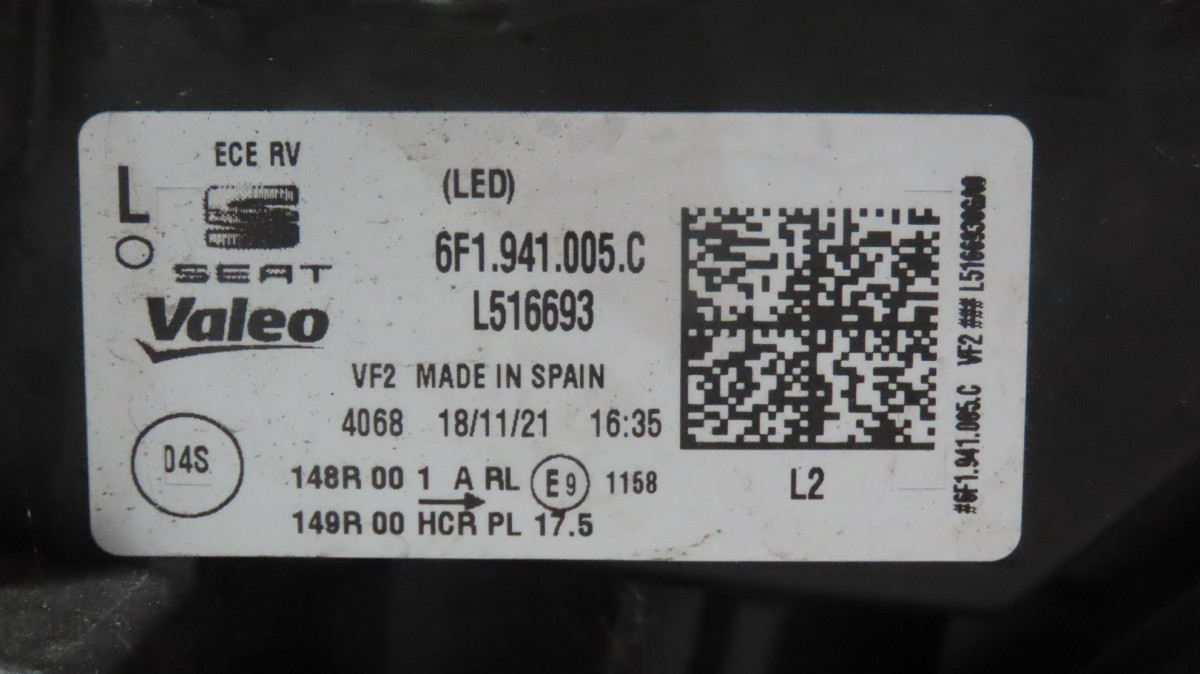 ECE RV
L
O
SEAT
Valeo
(LED)
6F1.941.005.C
L516693
VF2 MADE IN SPAIN
4068 18/11/21 16:35
D4S
148R 00 1 A RL E9 1158
149R 00 HCR PL 17.5
L2
#6F1.941.005.C VF2 ###